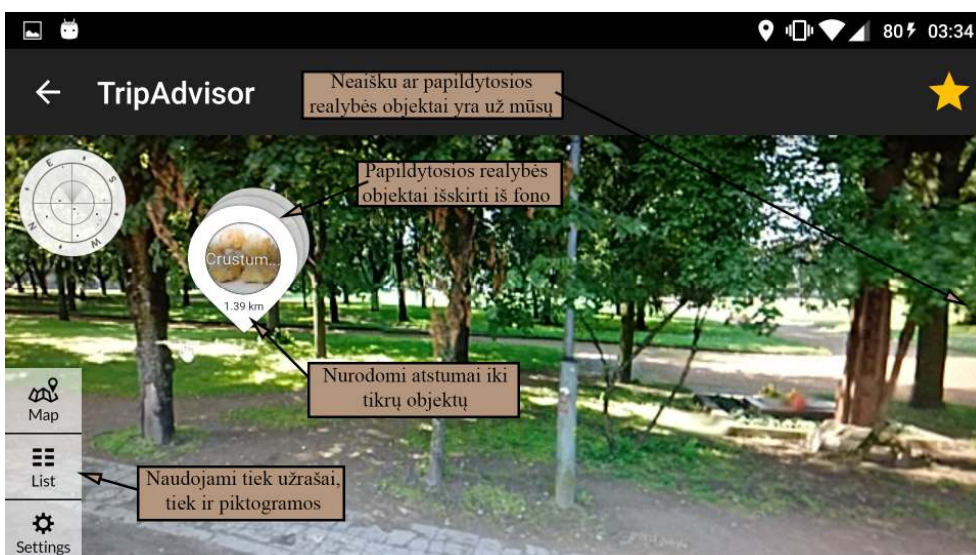 80 03:34
TripAdvisor
Neaišku ar papildytosios
realybės objektai yra už mūsų
Papildytosios realybės
objektai išskirti iš fono
E
S
N
W
Crustum...
1.39 km
Nurodomi atstumai iki
tikrų objektų
Map
List
Naudojami tiek užrašai,
tiek ir piktogramos
Settings